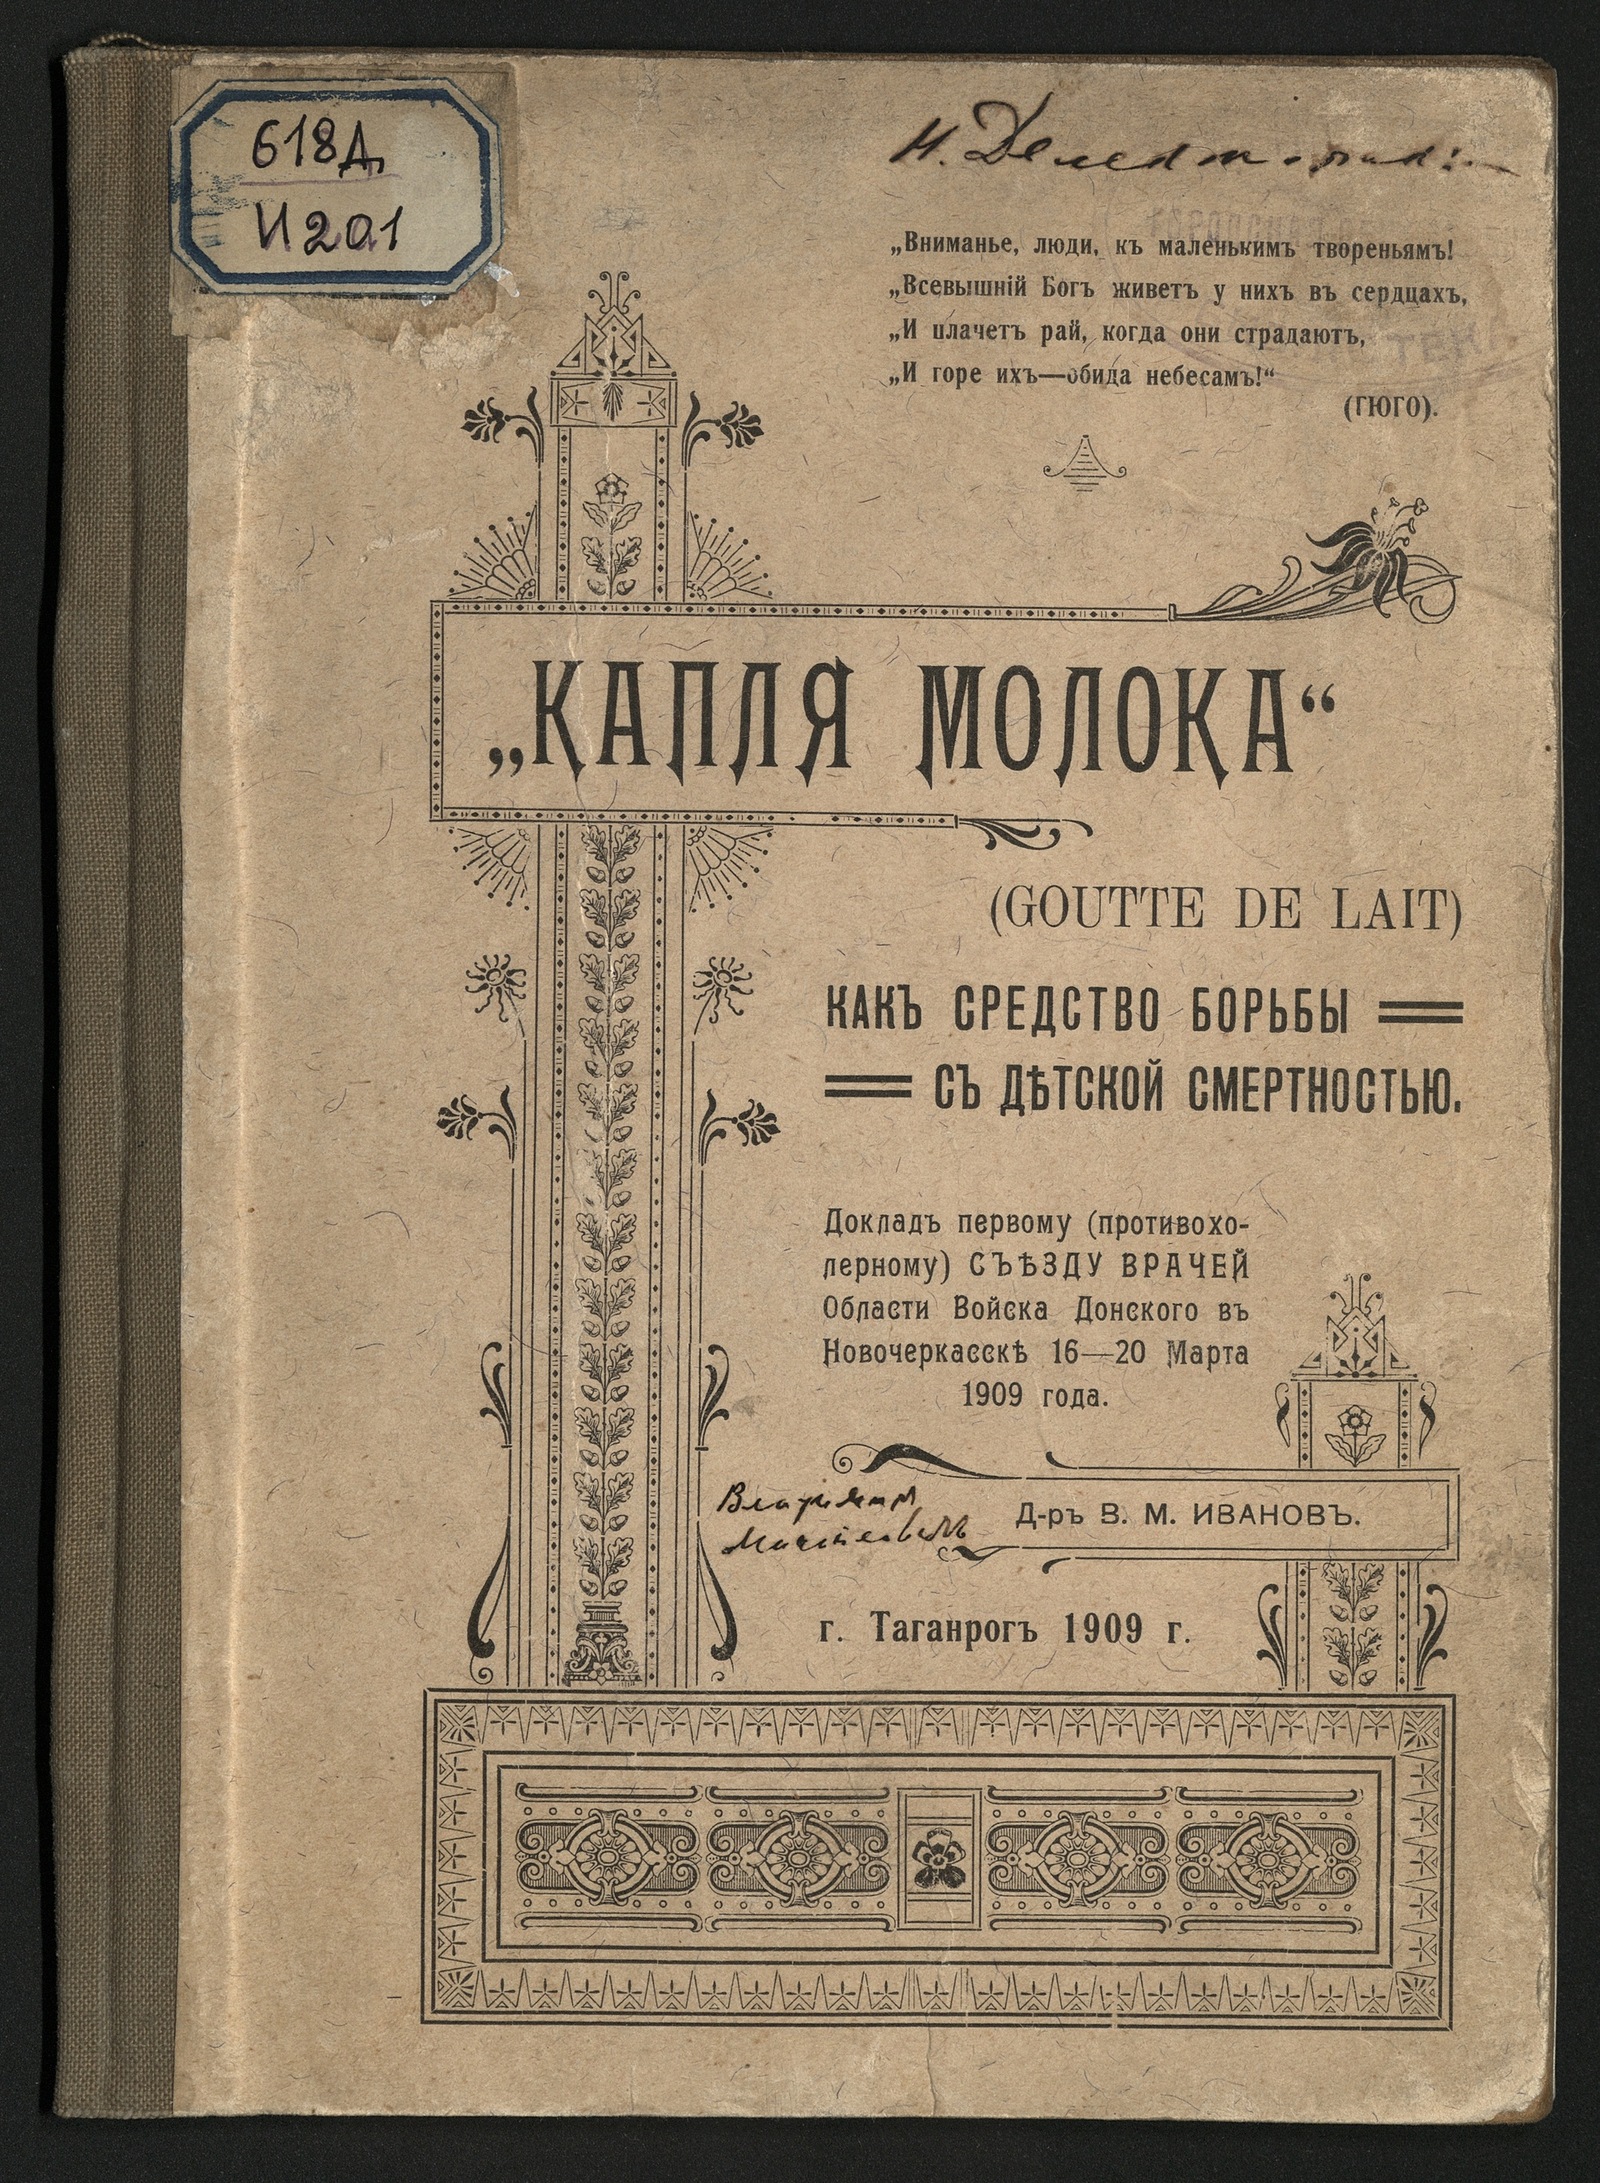 618Д
И201
„Вниманье, люди, къ маленькимъ твореньямъ!
„Всевышній Богъ живетъ у нихъ въ сердцахъ,
„И плачетъ рай, когда они страдаютъ,
„И горе ихъ—обида небесамъ!“
(ГЮГО).
„КАПЛЯ МОЛОКА“
(GOUTTE DE LAIT)
КАКЪ СРЕДСТВО БОРЬБЫ
СЪ ДѢТСКОЙ СМЕРТНОСТЬЮ.
Докладъ первому (противохо-
лерному) СЪѢЗДУ ВРАЧЕЙ
Области Войска Донского въ
Новочеркасскѣ 16—20 Марта
1909 года.
Д-ръ В. М. ИВАНОВЪ.
г. Таганрогъ 1909 г.